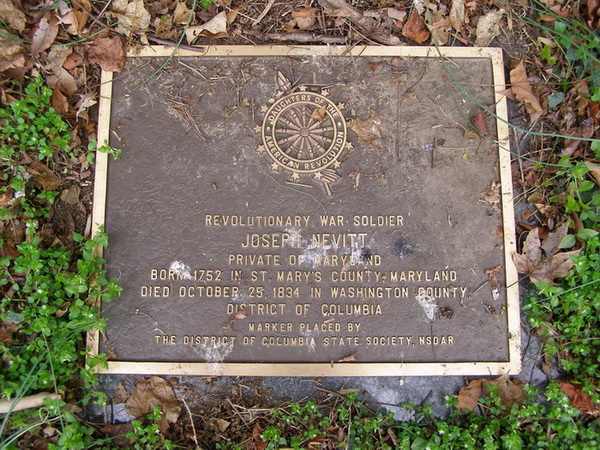 DAUGHTERS OF THE
AMERICAN REVOLUTION
REVOLUTIONARY WAR SOLDIER
JOSEPH NEVITT
PRIVATE OF MARYLAND
BORN 1752 IN ST. MARY'S COUNTY, MARYLAND
DIED OCTOBER 25, 1834 IN WASHINGTON COUNTY
DISTRICT OF COLUMBIA
MARKER PLACED BY
THE DISTRICT OF COLUMBIA STATE SOCIETY, NSDAR